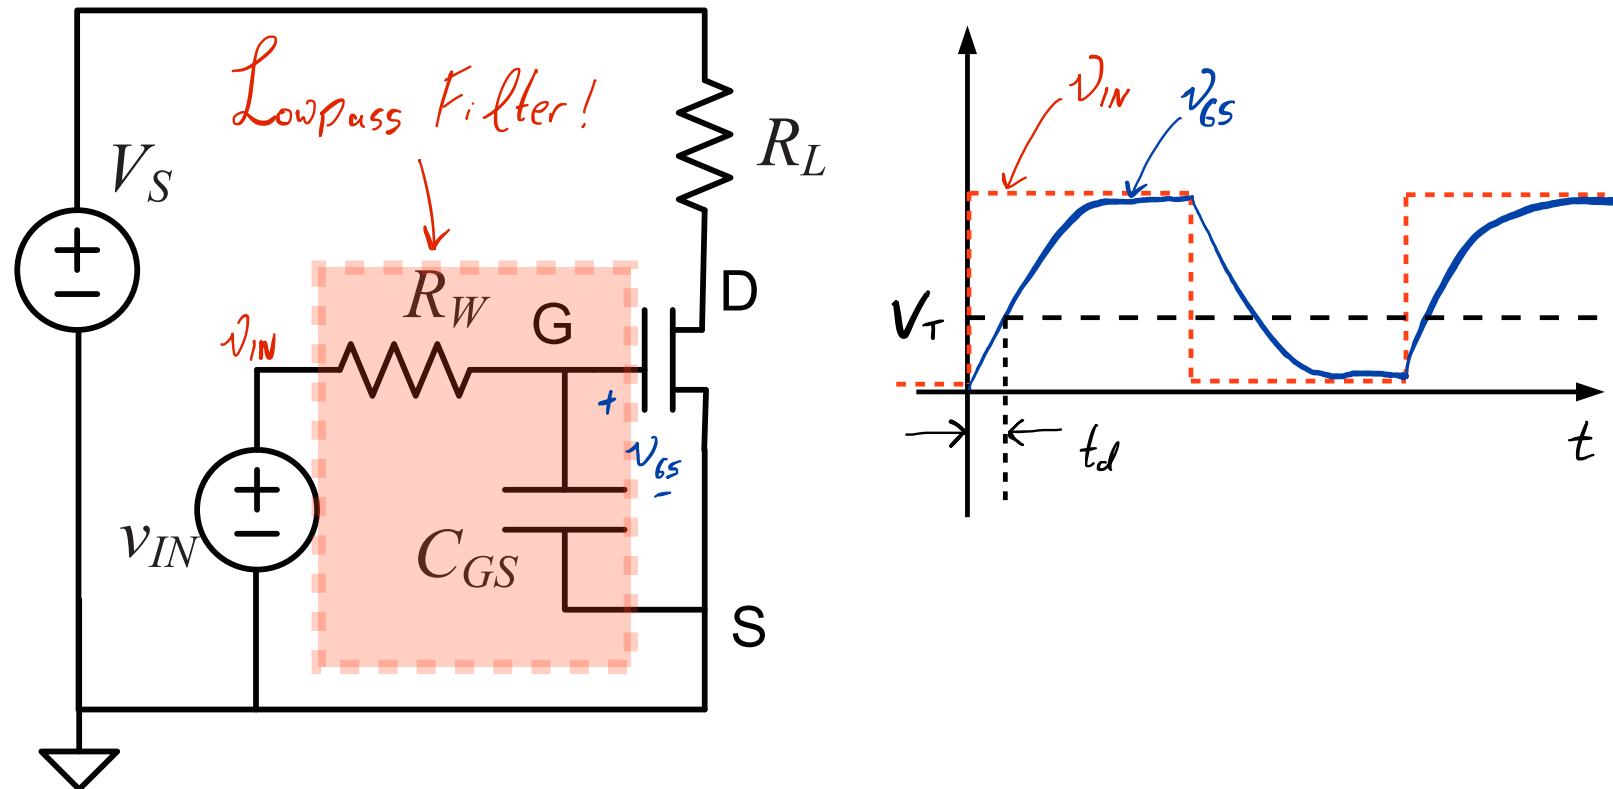 Lowpass Filter!
V_S
R_L
R_W
G
D
v_IN
+
v_GS
−
v_IN
C_GS
S
v_IN
v_GS
V_T
t_d
t